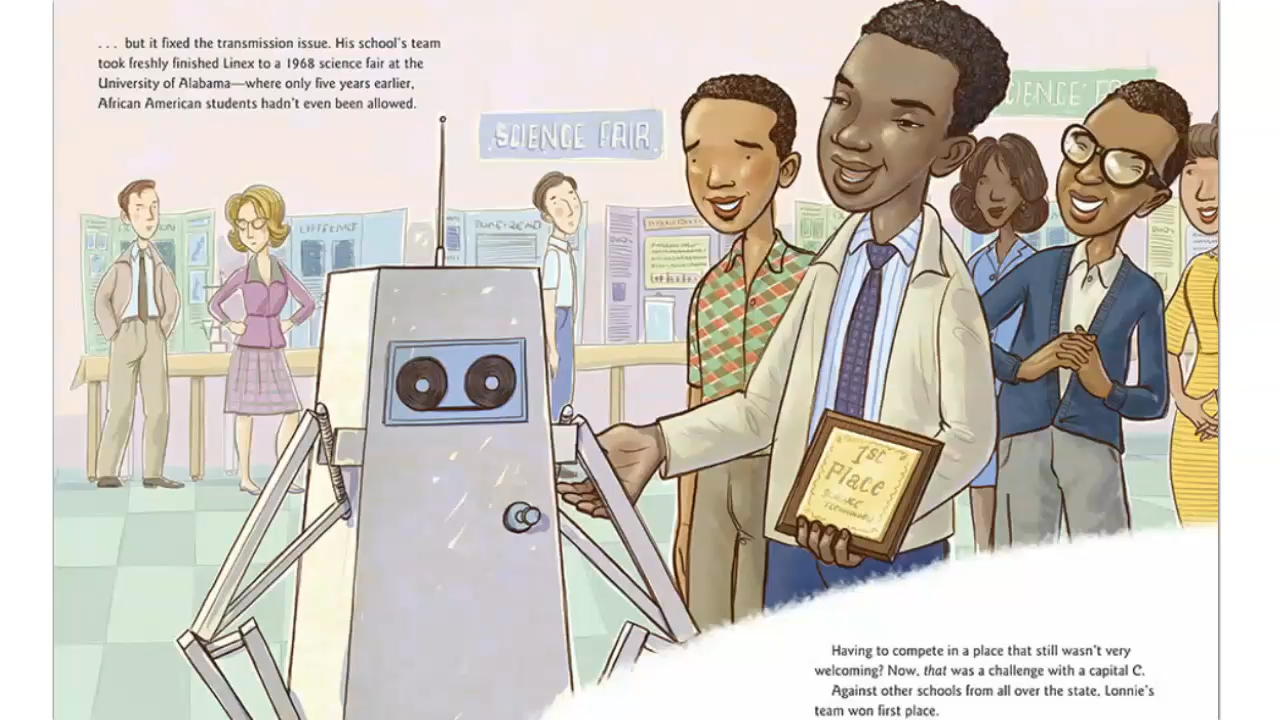 . . . but it fixed the transmission issue. His school's team
took freshly finished Linex to a 1968 science fair at the
University of Alabama—where only five years earlier,
African American students hadn't even been allowed.
SCIENCE FAIR
SCIENCE
1st
Place
SCIENCE
Having to compete in a place that still wasn't very
welcoming? Now, that was a challenge with a capital C.
Against other schools from all over the state, Lonnie's
team won first place.